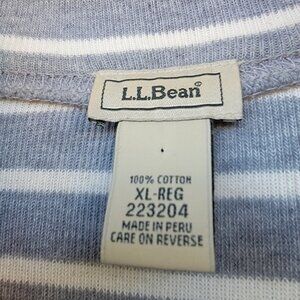 L.L.Bean
100% COTTON
XL-REG
223204
MADE IN PERU
CARE ON REVERSE